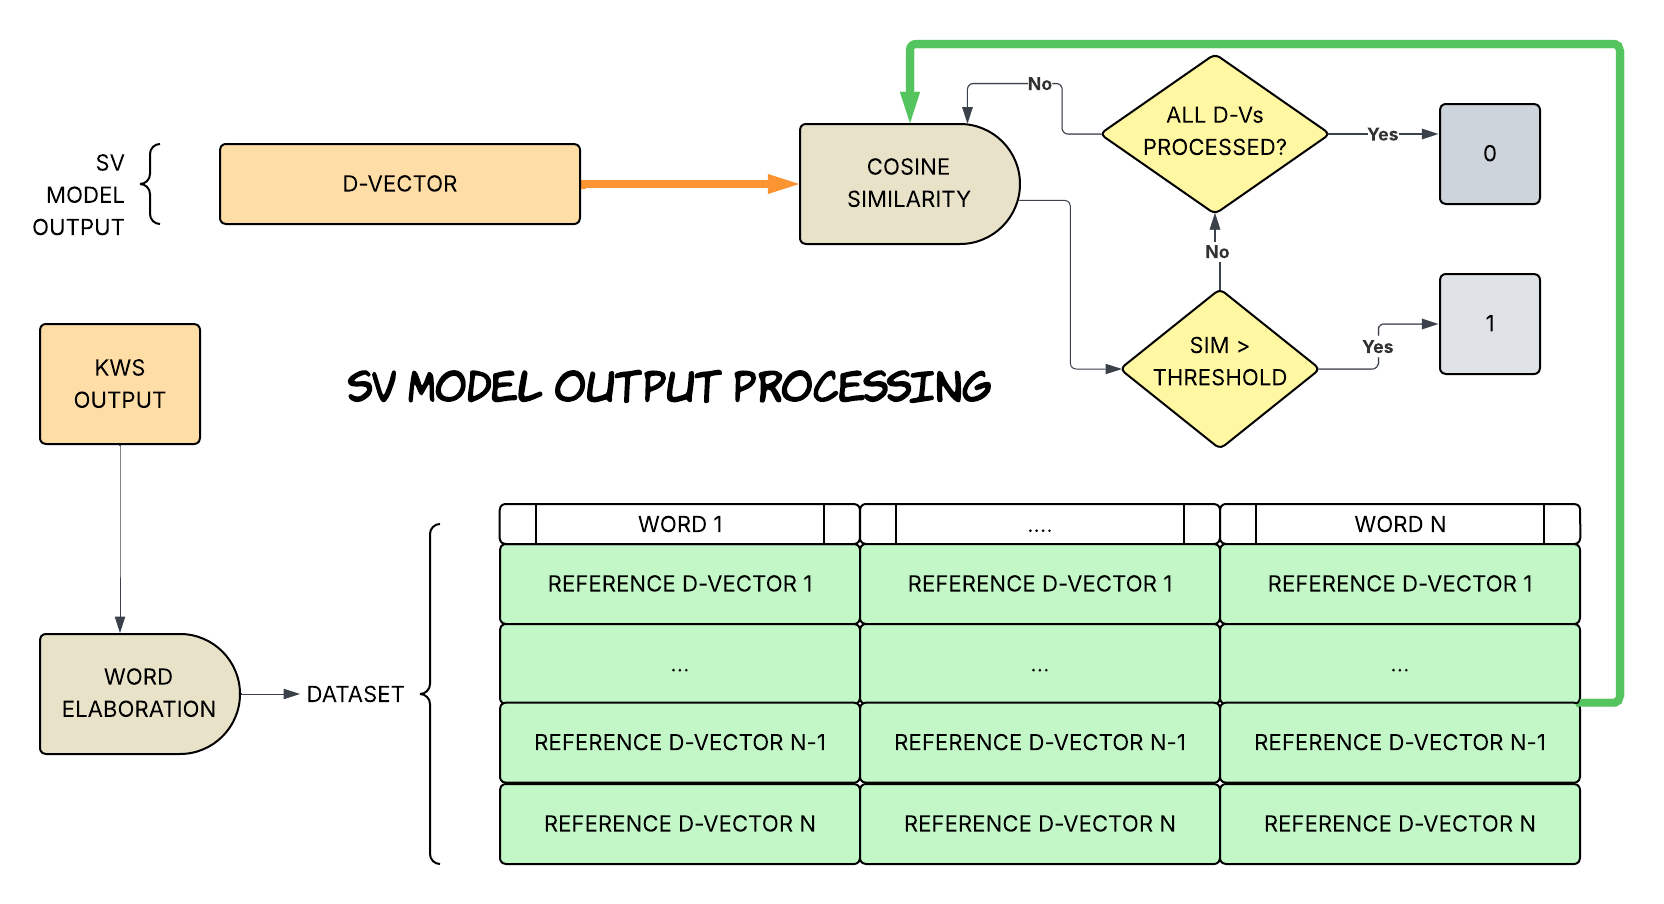 SV
MODEL
OUTPUT
D-VECTOR
COSINE
SIMILARITY
No
ALL D-Vs
PROCESSED?
Yes
0
No
SIM >
THRESHOLD
Yes
1
KWS
OUTPUT
SV MODEL OUTPUT PROCESSING
WORD
ELABORATION
DATASET
WORD 1
....
WORD N
REFERENCE D-VECTOR 1
REFERENCE D-VECTOR 1
REFERENCE D-VECTOR 1
...
...
...
REFERENCE D-VECTOR N-1
REFERENCE D-VECTOR N-1
REFERENCE D-VECTOR N-1
REFERENCE D-VECTOR N
REFERENCE D-VECTOR N
REFERENCE D-VECTOR N